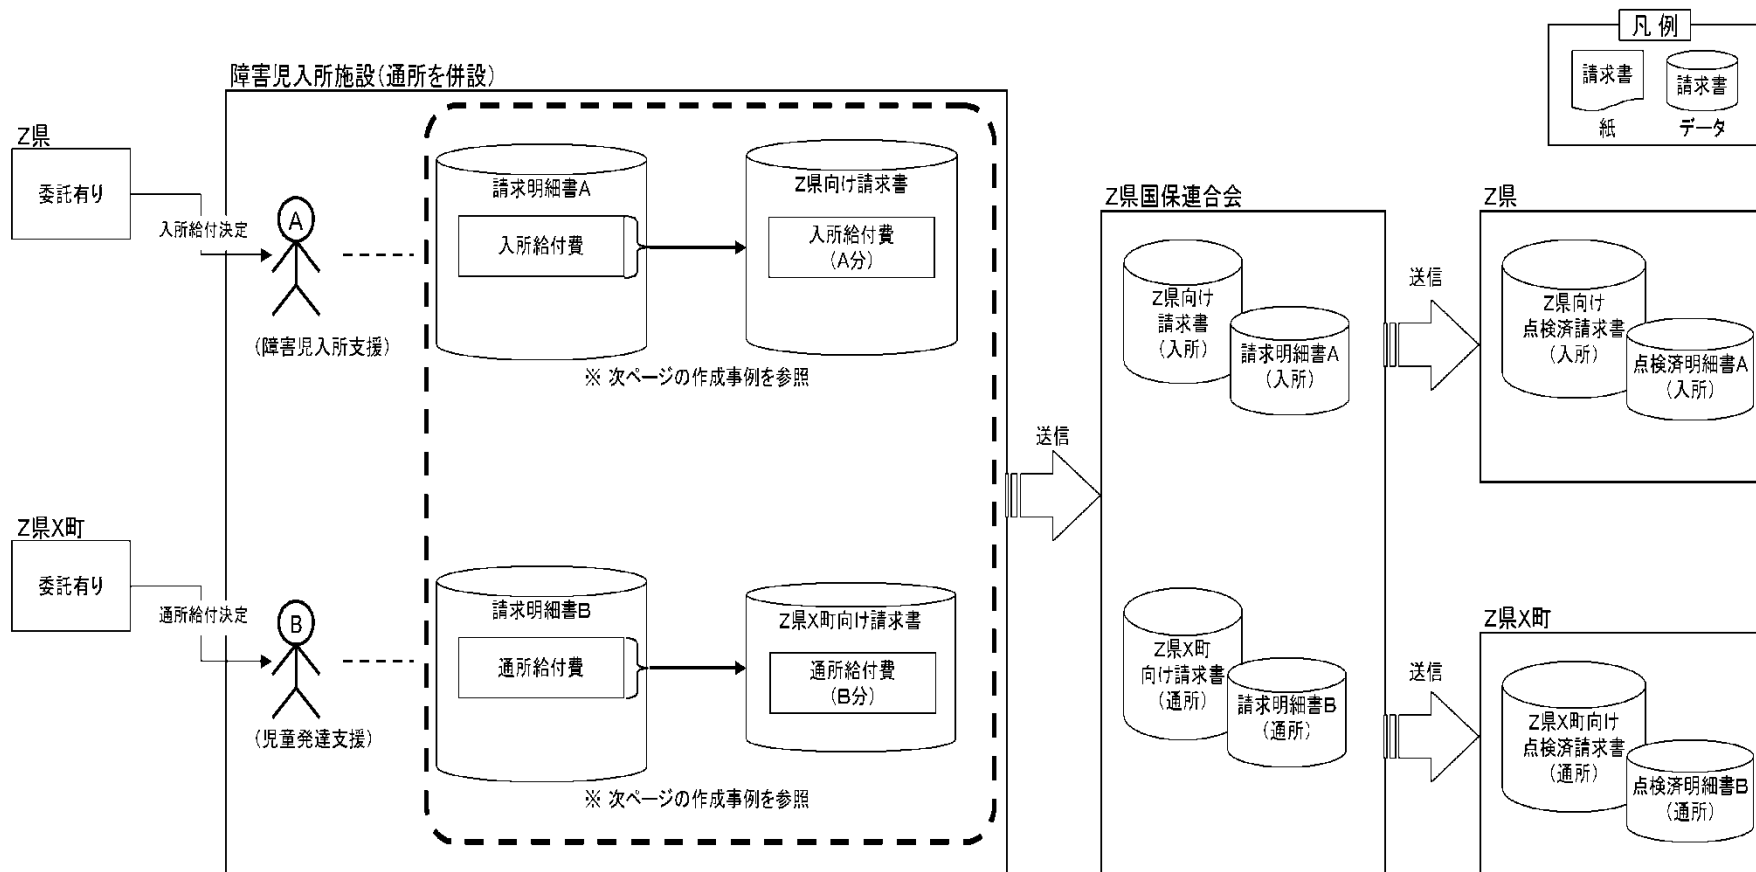 凡例
請求書
請求書
紙
データ
障害児入所施設(通所を併設)
Z県
委託有り
入所給付決定
A
(障害児入所支援)
請求明細書A
入所給付費
Z県向け請求書
入所給付費
(A分)
※ 次ページの作成事例を参照
Z県X町
委託有り
通所給付決定
B
(児童発達支援)
請求明細書B
通所給付費
Z県X町向け請求書
通所給付費
(B分)
※ 次ページの作成事例を参照
送信
Z県国保連合会
Z県向け
請求書
(入所)
請求明細書A
(入所)
Z県X町
向け請求書
(通所)
請求明細書B
(通所)
送信
Z県
Z県向け
点検済請求書
(入所)
点検済明細書A
(入所)
送信
Z県X町
Z県X町向け
点検済請求書
(通所)
点検済明細書B
(通所)